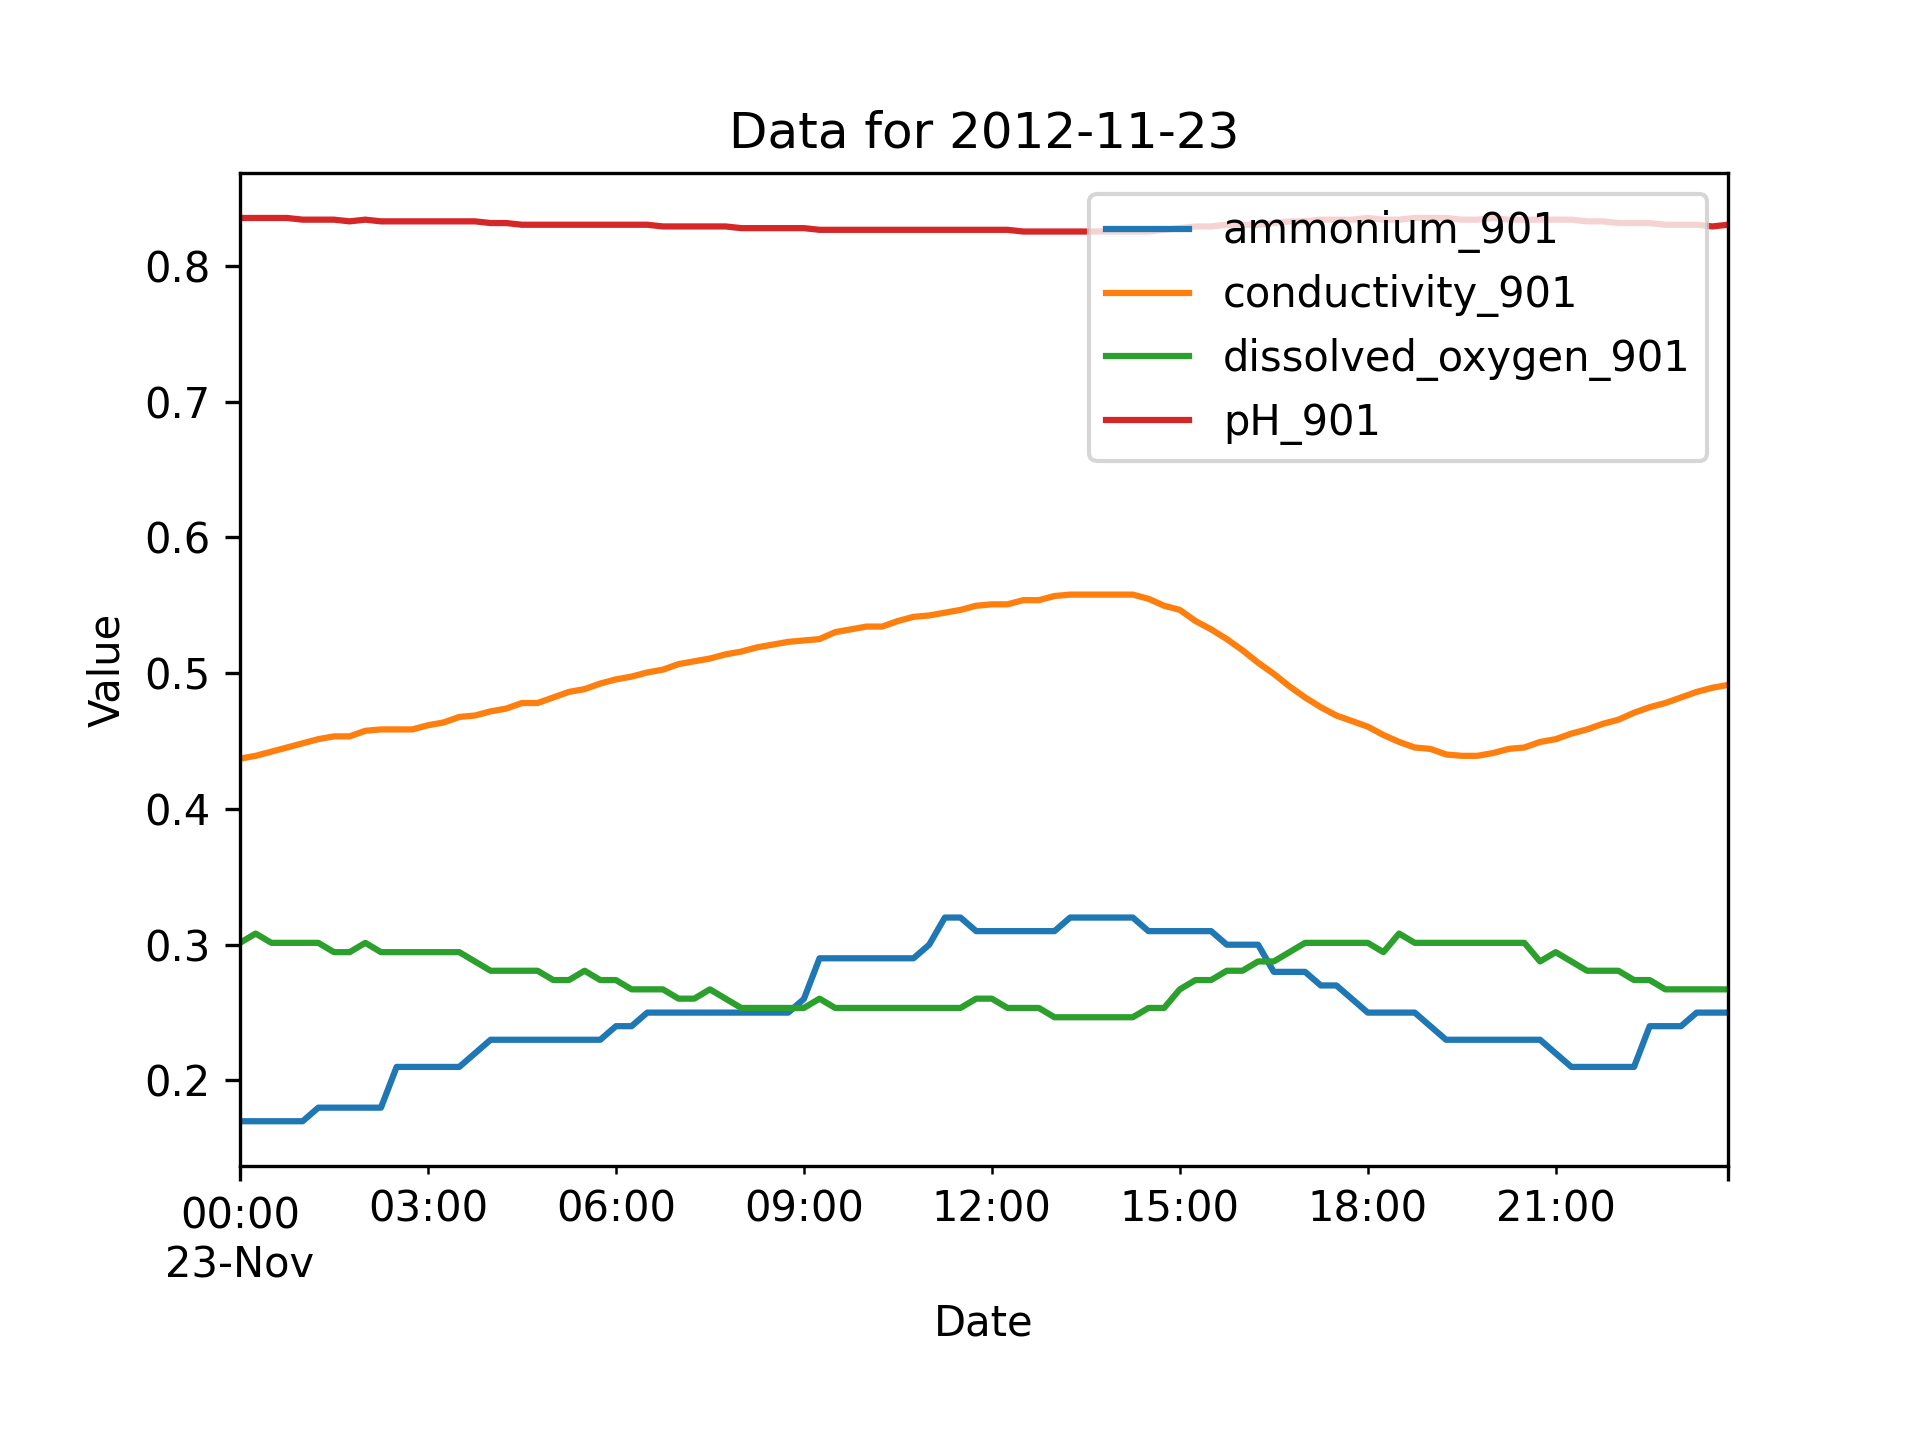 Data for 2012-11-23
ammonium_901
conductivity_901
dissolved_oxygen_901
pH_901
Value
0.8
0.7
0.6
0.5
0.4
0.3
0.2
00:00 03:00 06:00 09:00 12:00 15:00 18:00 21:00
23-Nov
Date